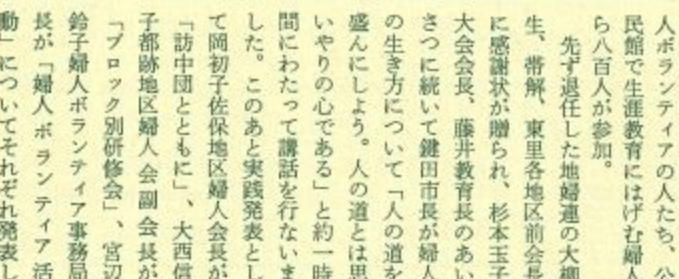 人ボランティアの人たち、公
民館で生涯教育にはげむ婦人
ら八百人が参加。
先ず退任した地婦連の大柳
生、帯解、東里各地区前会長
に感謝状が贈られ、杉本玉子
大会会長、藤井教育長のあい
さつに続いて鍵田市長が婦人
の生き方について「人の道を
盛んにしよう。人の道とは思
いやりの心である」と約一時
間にわたって講話を行ないま
した。このあと実践発表とし
て岡初子佐保地区婦人会長が
「訪中団とともに」、大西信
子都跡地区婦人会副会長が
「ブロック別研修会」、宮辺
鈴子婦人ボランティア事務局
長が「婦人ボランティア活
動」についてそれぞれ発表し